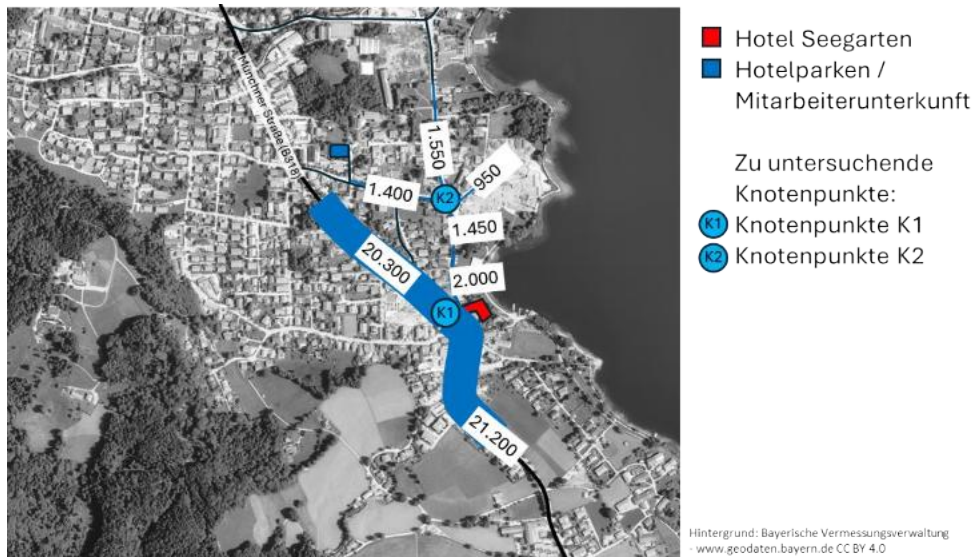 Hotel Seegarten
Hotelparken /
Mitarbeiterunterkunft
Zu untersuchende
Knotenpunkte:
K1 Knotenpunkte K1
K2 Knotenpunkte K2
Münchner Straße (B318)
1.550
950
K2
1.400
1.450
20.300
2.000
K1
21.200
Hintergrund: Bayerische Vermessungsverwaltung
- www.geodaten.bayern.de CC BY 4.0